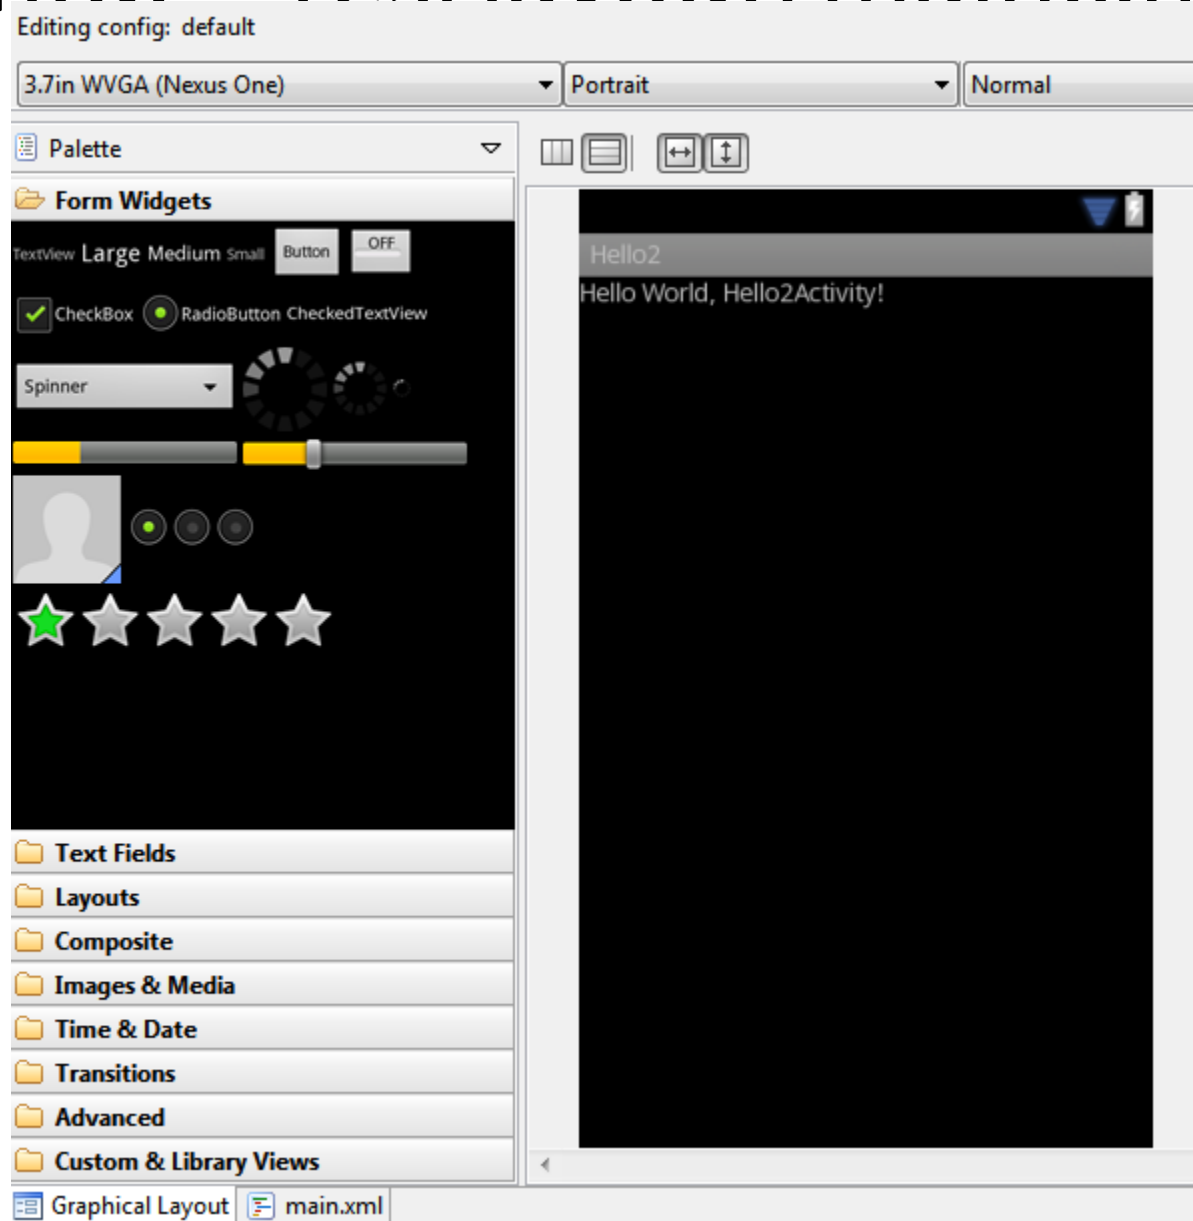 Editing config: default
3.7in WVGA (Nexus One) Portrait Normal
Palette
Form Widgets
TextView Large Medium Small Button OFF
CheckBox RadioButton CheckedTextView
Spinner
Text Fields
Layouts
Composite
Images & Media
Time & Date
Transitions
Advanced
Custom & Library Views
Hello2
Hello World, Hello2Activity!
Graphical Layout main.xml